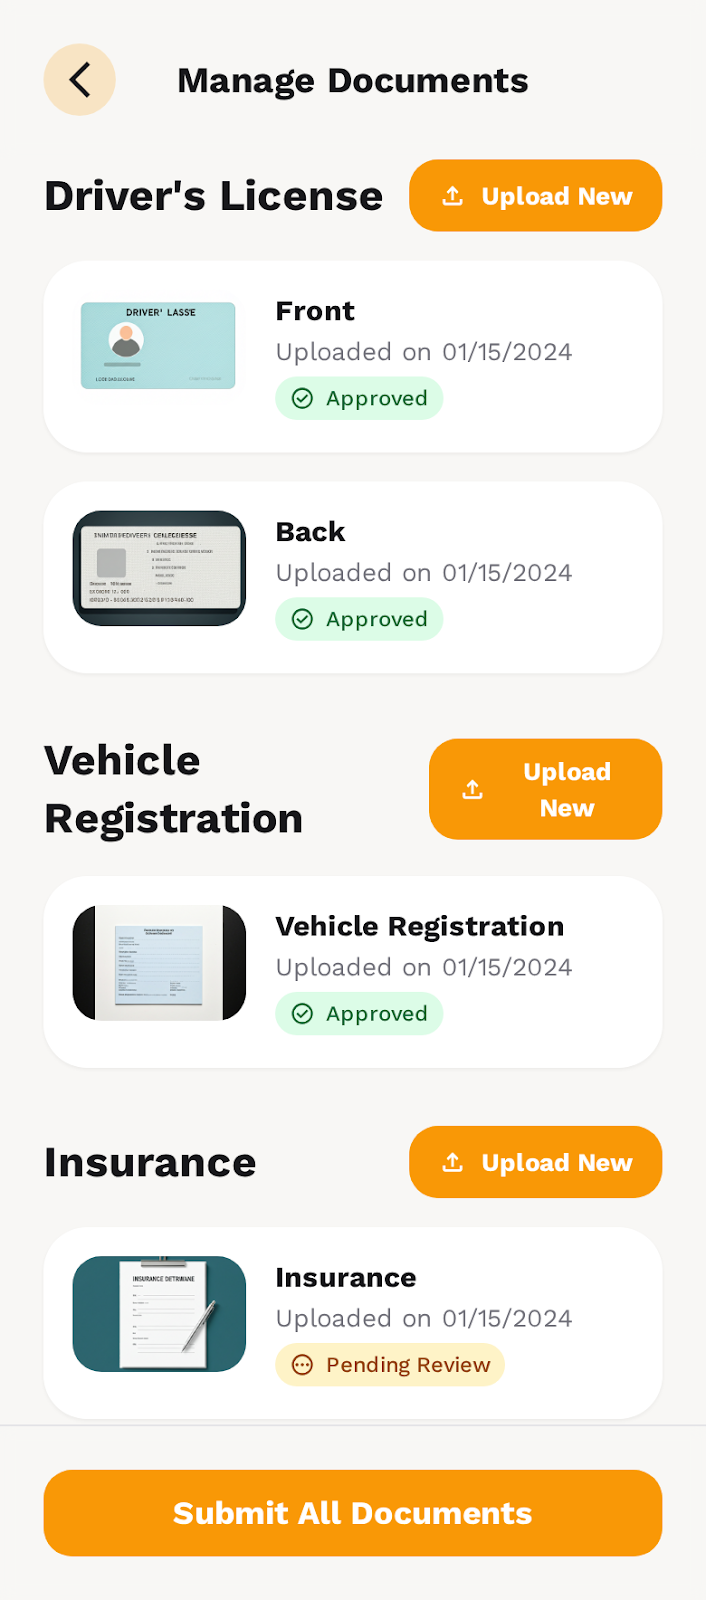 Manage Documents
Driver's License
Upload New
DRIVER' LASSE
Front
Uploaded on 01/15/2024
Approved
Back
Uploaded on 01/15/2024
Approved
Vehicle
Registration
Upload
New
Vehicle Registration
Uploaded on 01/15/2024
Approved
Insurance
Upload New
INSURANCE DETRWANE
Insurance
Uploaded on 01/15/2024
Pending Review
Submit All Documents